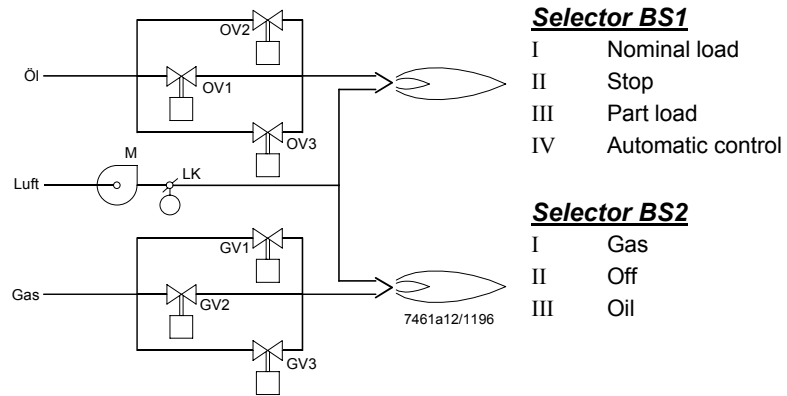 OV2
Öl
OV1
OV3
M
Luft
LK
GV1
Gas
GV2
GV3
7461a12/1196
Selector BS1
I Nominal load
II Stop
III Part load
IV Automatic control
Selector BS2
I Gas
II Off
III Oil